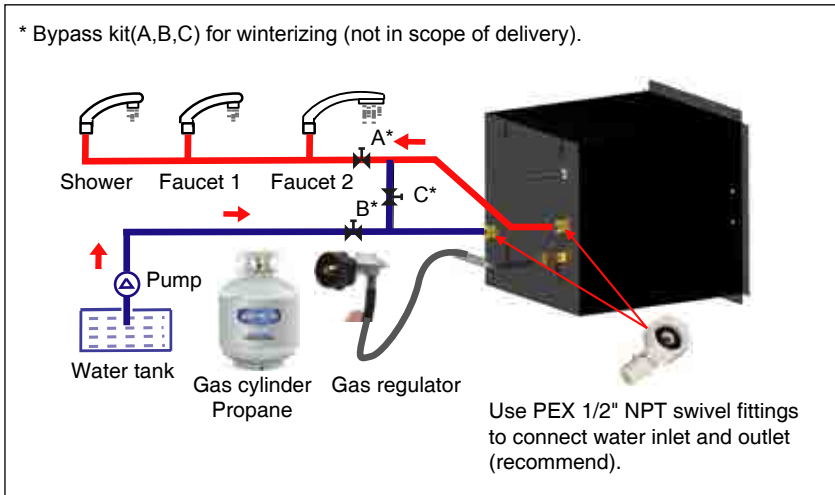 * Bypass kit(A,B,C) for winterizing (not in scope of delivery).
A*
Shower
Faucet 1
Faucet 2
C*
B*
Pump
Water tank
Gas cylinder
Propane
Gas regulator
Use PEX 1/2" NPT swivel fittings
to connect water inlet and outlet
(recommend).